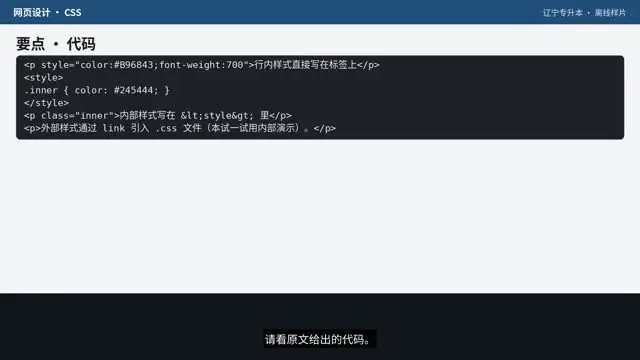 网页设计 · CSS
辽宁专升本 · 离线样片
要点 · 代码
<p style="color:#B96843;font-weight:700">行内样式直接写在标签上</p>
<style>
.inner { color: #245444; }
</style>
<p class="inner">内部样式写在 &lt;style&gt; 里</p>
<p>外部样式通过 link 引入 .css 文件（本试一试用内部演示）。</p>
请看原文给出的代码。